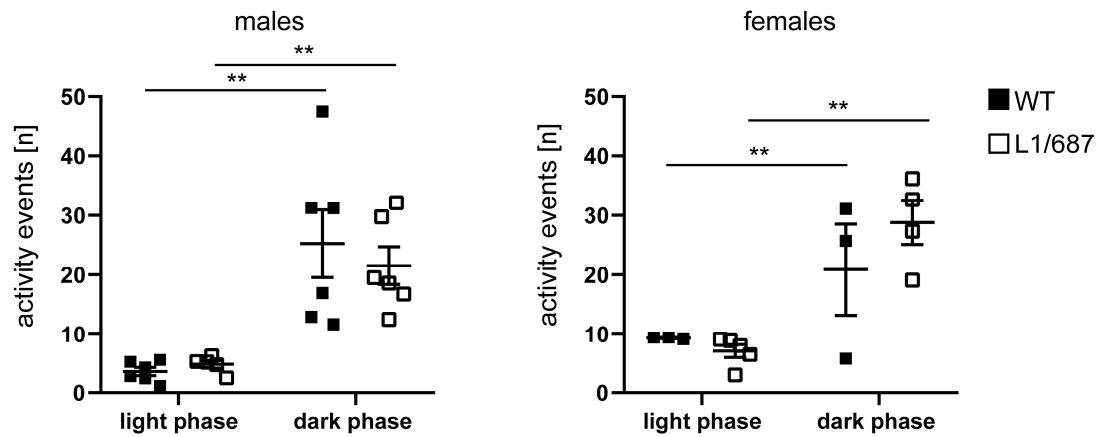 males
**
**
activity events [n]
50
40
30
20
10
0
light phase
dark phase
females
**
**
activity events [n]
50
40
30
20
10
0
light phase
dark phase
WT
L1/687